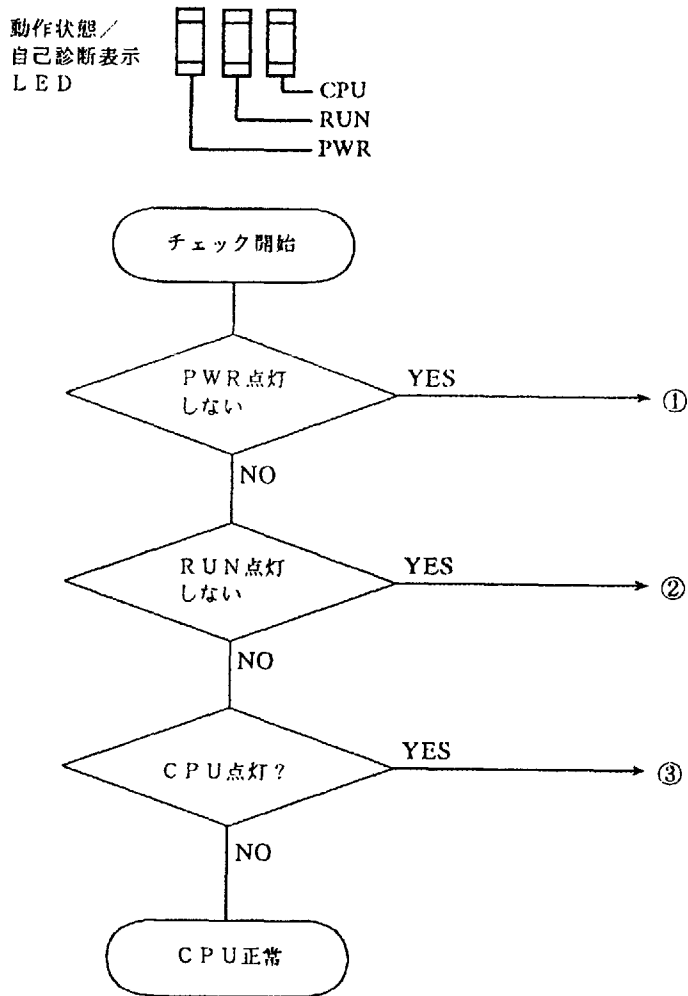 動作状態／
自己診断表示
ＬＥＤ
CPU
RUN
PWR
チェック開始
ＰＷＲ点灯
しない
YES
①
NO
ＲＵＮ点灯
しない
YES
②
NO
ＣＰＵ点灯？
YES
③
NO
ＣＰＵ正常